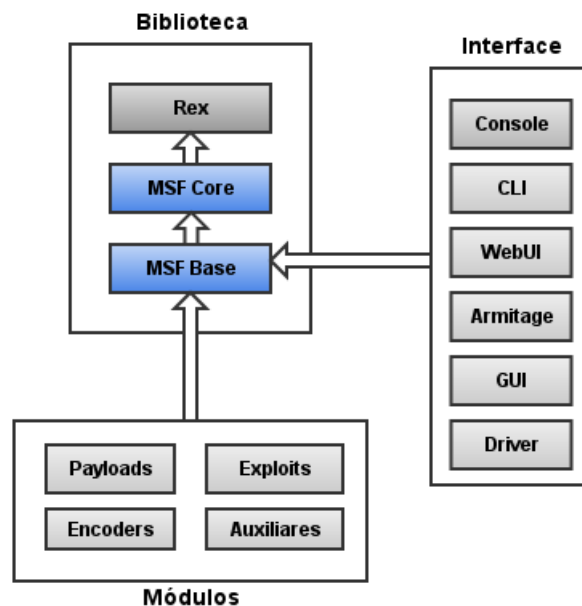 Biblioteca
Rex
MSF Core
MSF Base
Interface
Console
CLI
WebUI
Armitage
GUI
Driver
Payloads
Exploits
Encoders
Auxiliares
Módulos